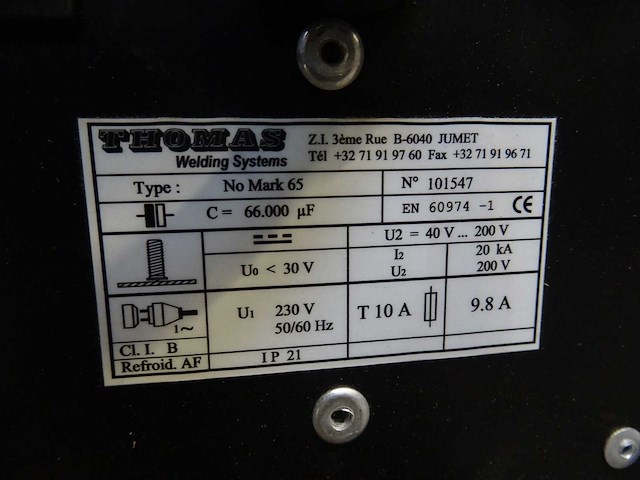 THOMAS Z.I. 3ème Rue B-6040 JUMET
Welding Systems Tél +32 71 91 97 60 Fax +32 71 91 96 71
Type : No Mark 65 N° 101547
C = 66.000 µF EN 60974 -1 CE
U2 = 40 V ... 200 V
U0 < 30 V I2 20 kA
U2 200 V
U1 230 V T 10 A 9.8 A
1~ 50/60 Hz
Cl. I. B
Refroid. AF I P 21